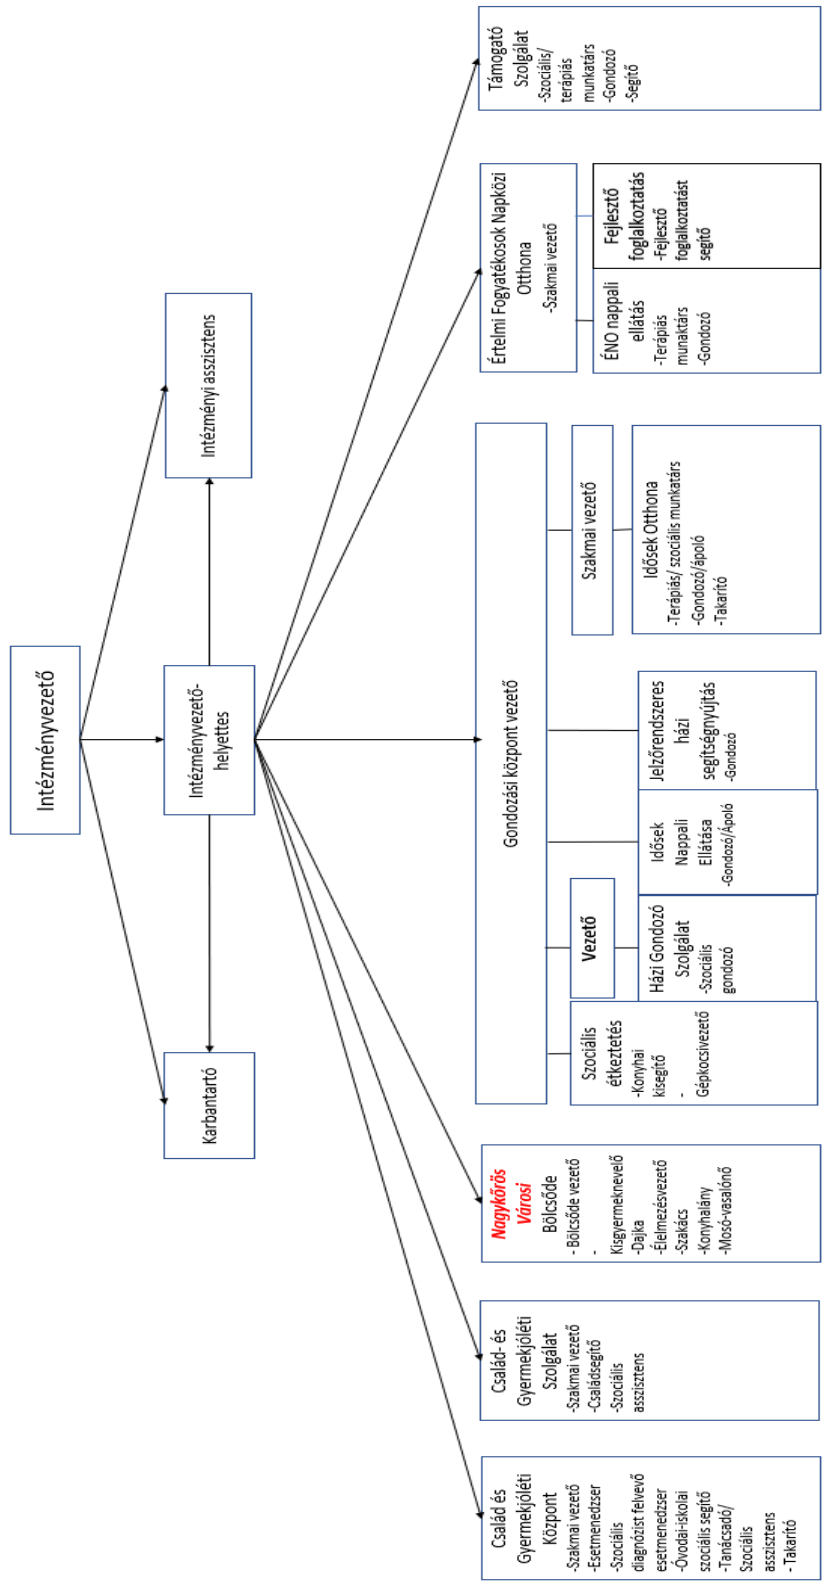 Intézményvezető
Karbantartó
Intézményvezető-
helyettes
Intézményi asszisztens
Család és
Gyermekjóléti
Központ
-Szakmai vezető
-Esetmenedzser
-Szociális
diagnózist felvevő
esetmenedzser
-Óvodai-iskolai
szociális segítő
-Tanácsadó/
Szociális
asszisztens
- Takarító
Család- és
Gyermekjóléti
Szolgálat
-Szakmai vezető
-Családsegítő
-Szociális
asszisztens
Nagykőrös
Városi
Bölcsőde
- Bölcsőde vezető
-
Kisgyermeknevelő
-Dajka
-Élelmezésvezető
-Szakács
-Konyhalány
-Mosó-vasalónő
Gondozási központ vezető
Szociális
étkeztetés
-Konyhai
kisegítő
-
Gépkocsivezető
Vezető
Házi Gondozó
Szolgálat
-Szociális
gondozó
Idősek
Nappali
Ellátása
-Gondozó/Ápoló
Jelzőrendszeres
házi
segítségnyújtás
-Gondozó
Szakmai vezető
Idősek Otthona
-Terápiás/ szociális munkatárs
-Gondozó/ápoló
-Takarító
Értelmi Fogyatékosok Napközi
Otthona
-Szakmai vezető
ÉNO nappali
ellátás
-Terápiás
munaktárs
-Gondozó
Fejlesztő
foglalkoztatás
-Fejlesztő
foglalkoztatást
segítő
Támogató
Szolgálat
-Szociális/
terápiás
munkatárs
-Gondozó
-Segítő